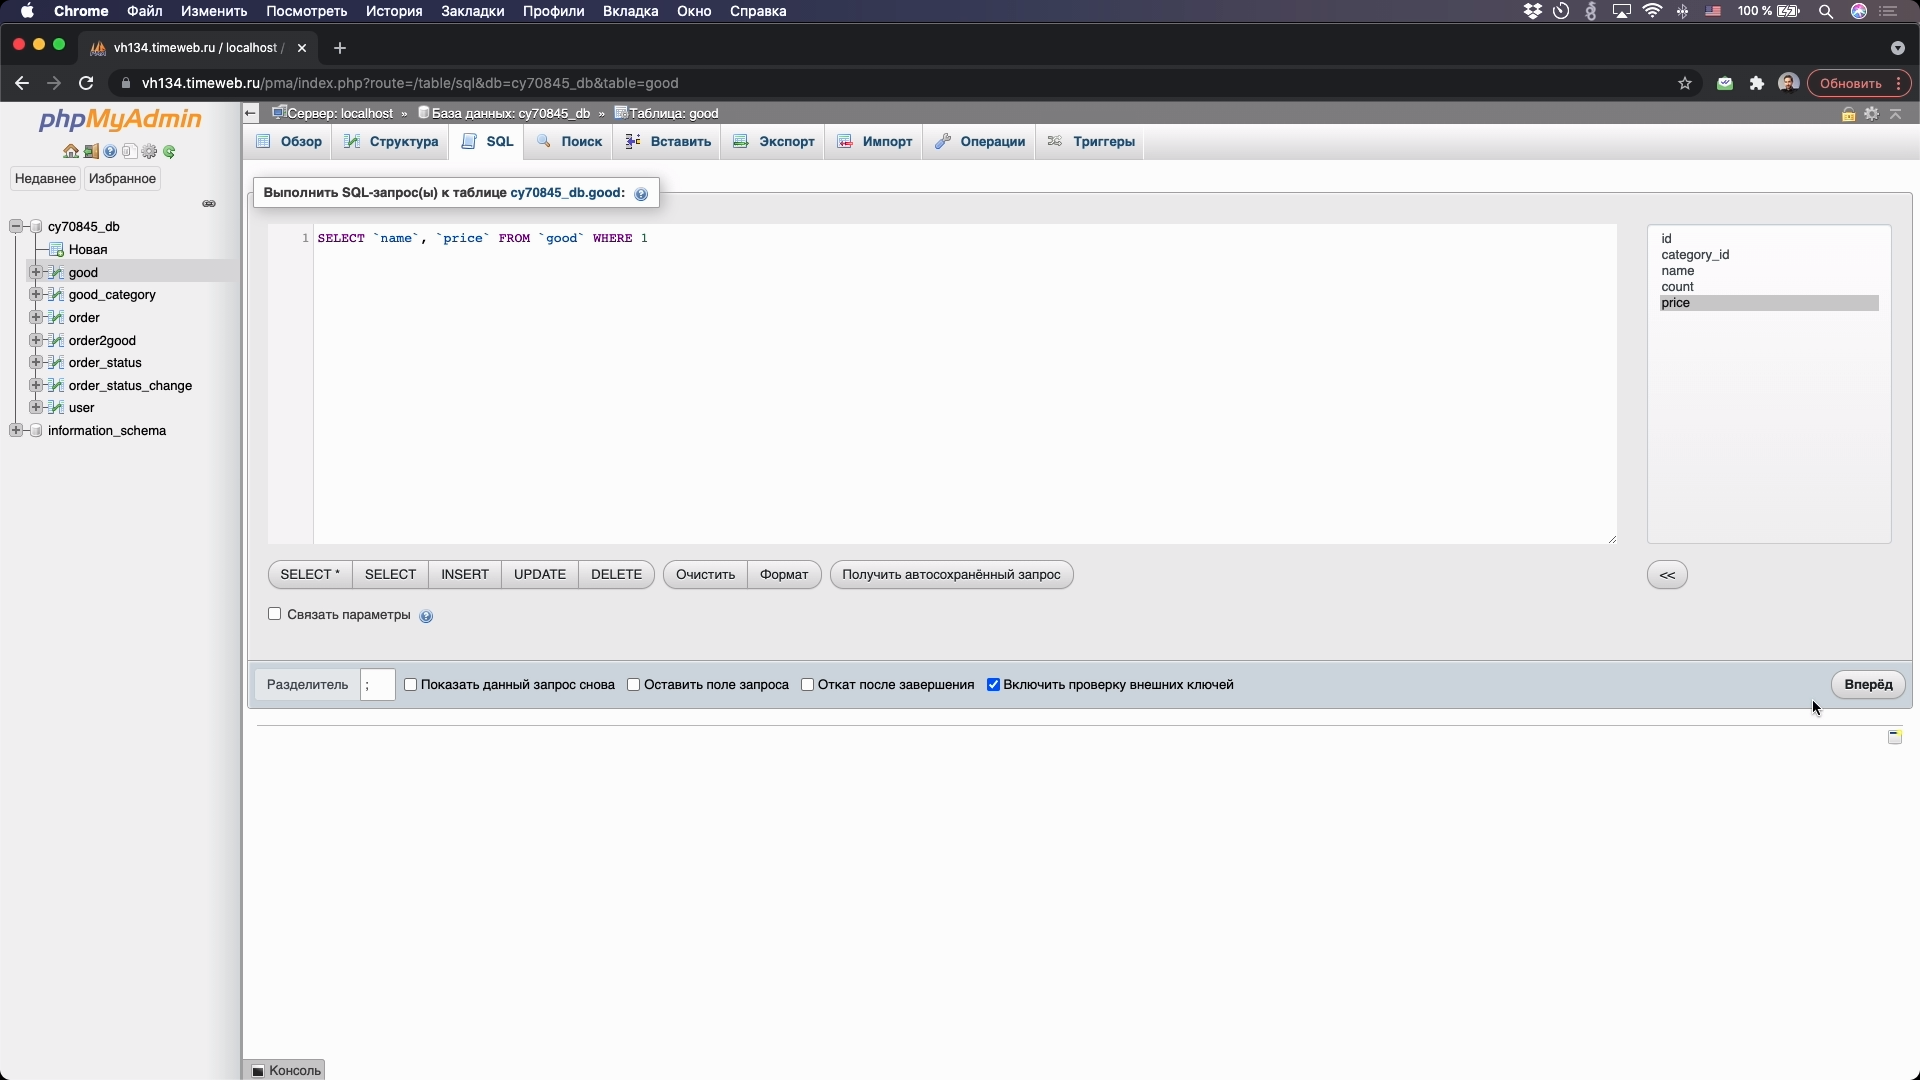 Chrome Файл Изменить Посмотреть История Закладки Профили Вкладка Окно Справка 100 %
vh134.timeweb.ru / localhost /
vh134.timeweb.ru/pma/index.php?route=/table/sql&db=cy70845_db&table=good
Обновить
phpMyAdmin
Недавнее Избранное
cy70845_db
Новая
good
good_category
order
order2good
order_status
order_status_change
user
information_schema
Сервер: localhost » База данных: cy70845_db » Таблица: good
Обзор Структура SQL Поиск Вставить Экспорт Импорт Операции Триггеры
Выполнить SQL-запрос(ы) к таблице cy70845_db.good:
1 SELECT `name`, `price` FROM `good` WHERE 1
id
category_id
name
count
price
SELECT * SELECT INSERT UPDATE DELETE Очистить Формат Получить автосохранённый запрос <<
Связать параметры
Разделитель ; Показать данный запрос снова Оставить поле запроса Откат после завершения Включить проверку внешних ключей Вперёд
Консоль